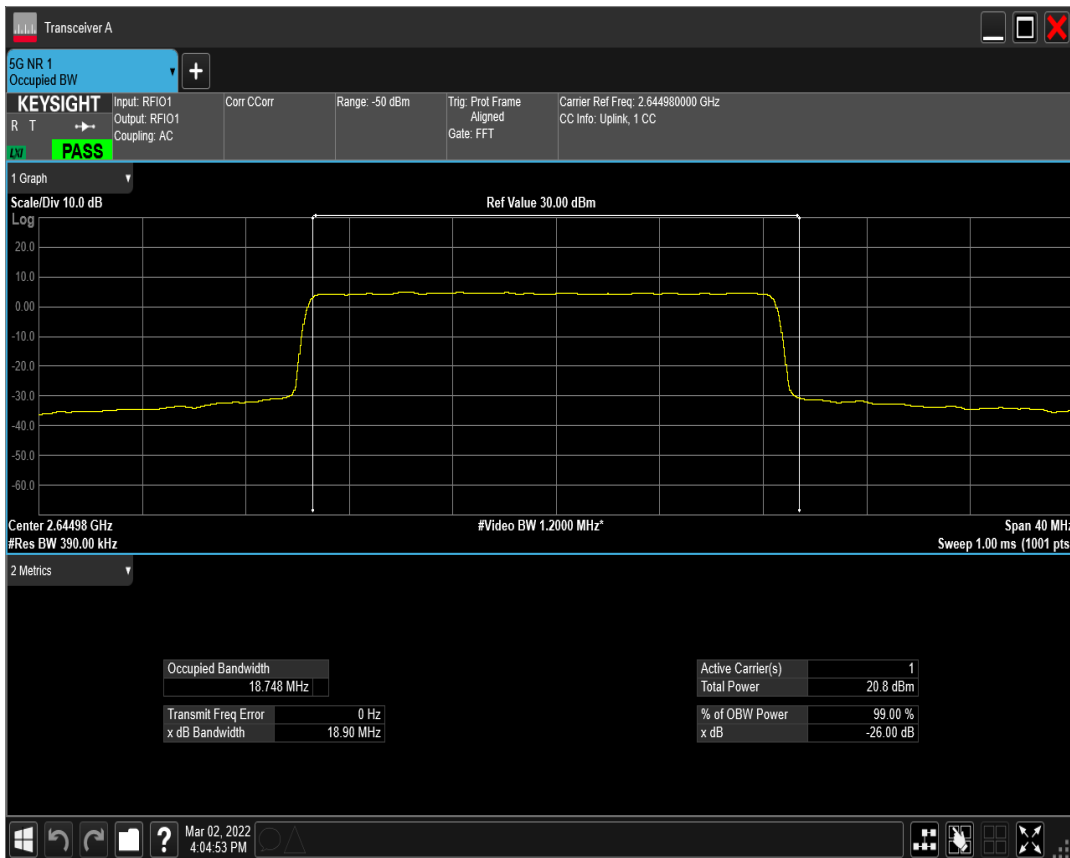 Transceiver A
5G NR 1
Occupied BW
+
KEYSIGHT
R T
LXI
PASS
Input: RFIO1
Output: RFIO1
Coupling: AC
Corr CCorr
Range: -50 dBm
Trig: Prot Frame
Aligned
Gate: FFT
Carrier Ref Freq: 2.644980000 GHz
CC Info: Uplink, 1 CC
1 Graph
Scale/Div 10.0 dB
Ref Value 30.00 dBm
Log
20.0
10.0
0.00
-10.0
-20.0
-30.0
-40.0
-50.0
-60.0
Center 2.64498 GHz
#Video BW 1.2000 MHz*
Span 40 MHz
#Res BW 390.00 kHz
Sweep 1.00 ms (1001 pts
2 Metrics
Occupied Bandwidth
18.748 MHz
Transmit Freq Error 0 Hz
x dB Bandwidth 18.90 MHz
Active Carrier(s) 1
Total Power 20.8 dBm
% of OBW Power 99.00 %
x dB -26.00 dB
?
Mar 02, 2022
4:04:53 PM